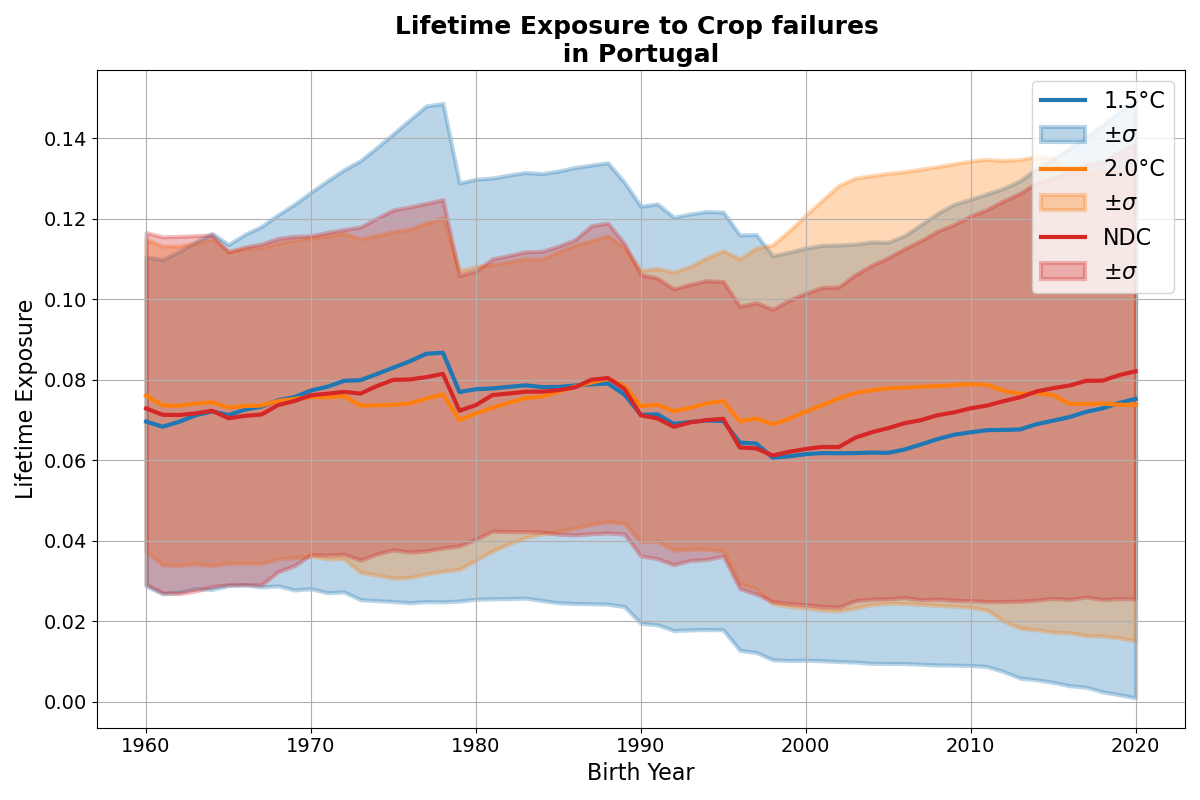 Lifetime Exposure to Crop failures
in Portugal
Lifetime Exposure
0.14
0.12
0.10
0.08
0.06
0.04
0.02
0.00
1.5°C
±σ
2.0°C
±σ
NDC
±σ
1960 1970 1980 1990 2000 2010 2020
Birth Year